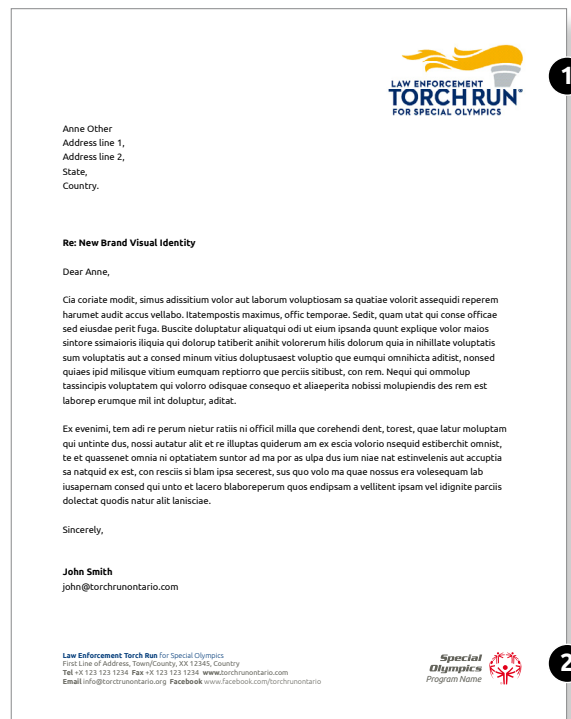 LAW ENFORCEMENT
TORCH RUN®
FOR SPECIAL OLYMPICS
1
Anne Other
Address line 1,
Address line 2,
State,
Country.
Re: New Brand Visual Identity
Dear Anne,
Cia coriate modit, simus adissitium volor aut laborum voluptiosam sa quatiae volorit assequidi reperem
harumet audit accus vellabo. Itatempostis maximus, offic temporae. Sedit, quam utat qui conse officae
sed eiusdae perit fuga. Buscite doluptatur aliquatqui odi ut eium ipsanda quunt explique volor maios
sintore ssimaioris iliquia qui dolorup tatiberit anihit volorerum hilis dolorum quia in nihillate voluptatis
sum voluptatis aut a consed minum vitius doluptusaest voluptio que eumqui omnihicta aditist, nonsed
quiaes ipid milisque vitium eumquam reptiorro que perciis sitibust, con rem. Nequi qui ommolup
tassincipis voluptatem qui volorro odisquae consequo et aliaeperita nobissi molupiendis des rem est
laborep erumque mil int doluptur, aditat.
Ex evenimi, tem adi re perum nietur ratiis ni officil milla que corehendi dent, torest, quae latur moluptam
qui untinte dus, nossi autatur alit et re illuptas quiderum am ex escia volorio nsequid estiberchit omnist,
te et quassenet omnia ni optatiatem suntor ad ma por as ulpa dus ium niae nat estinvelenis aut accuptia
sa natquid ex est, con resciis si blam ipsa secerest, sus quo volo ma quae nossus era volesequam lab
iusapernam consed qui unto et lacero blaboreperum quos endipsam a vellitent ipsam vel idignite parciis
dolectat quodis natur alit lanisciae.
Sincerely,
John Smith
john@torchrunontario.com
Law Enforcement Torch Run for Special Olympics
First Line of Address, Town/County, XX 12345, Country
Tel +X 123 123 1234 Fax +X 123 123 1234 www.torchrunontario.com
Email info@torctrunontario.org Facebook www.facebook.com/torchrunontario
Special
Olympics
Program Name
2